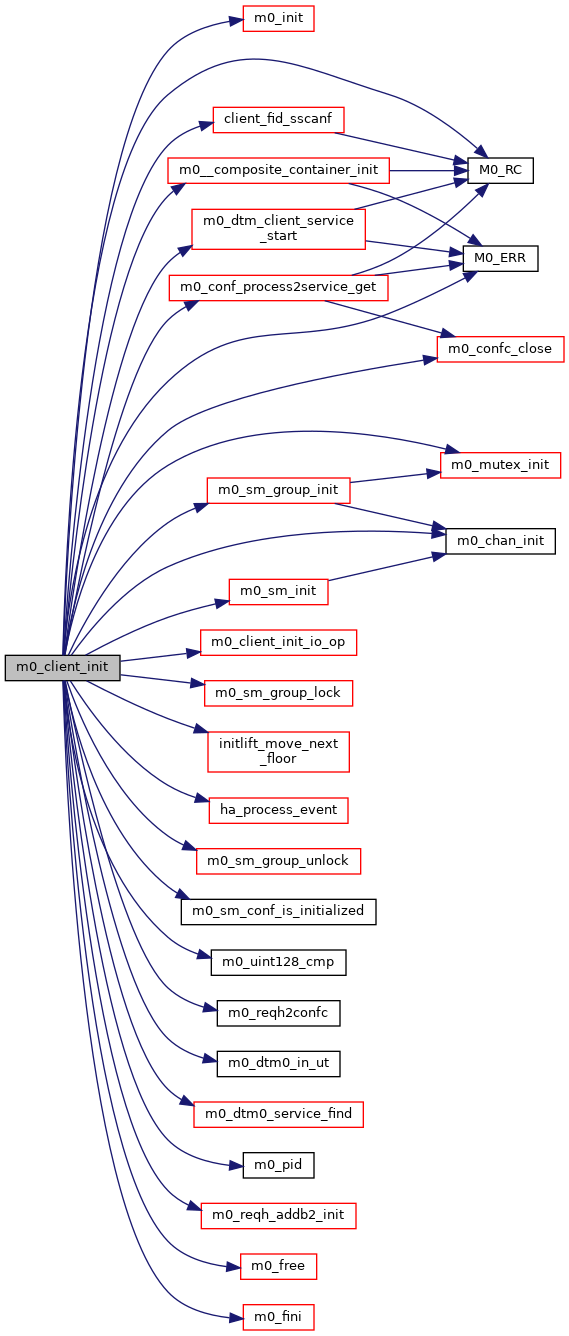 m0_init
client_fid_sscanf
M0_RC
m0__composite_container_init
m0_dtm_client_service
_start
M0_ERR
m0_conf_process2service_get
m0_confc_close
m0_mutex_init
m0_sm_group_init
m0_chan_init
m0_sm_init
m0_client_init_io_op
m0_client_init
m0_sm_group_lock
initlift_move_next
_floor
ha_process_event
m0_sm_group_unlock
m0_sm_conf_is_initialized
m0_uint128_cmp
m0_reqh2confc
m0_dtm0_in_ut
m0_dtm0_service_find
m0_pid
m0_reqh_addb2_init
m0_free
m0_fini